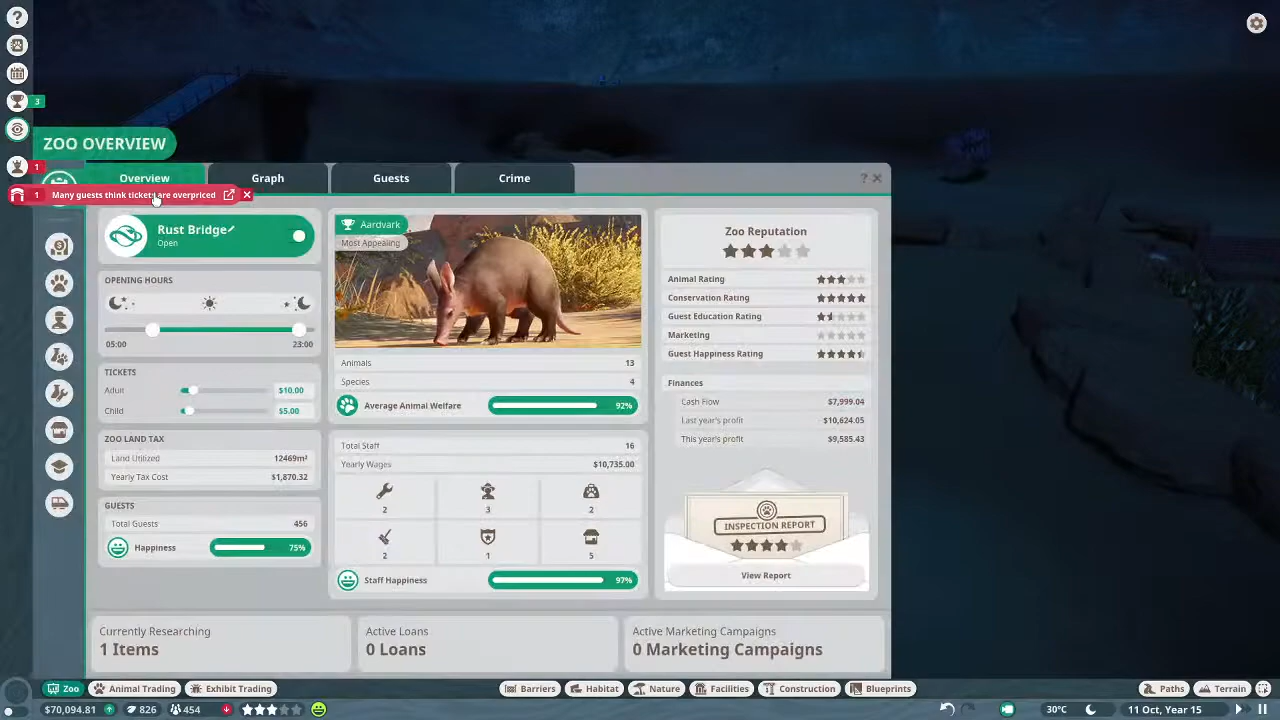 ?
3
ZOO OVERVIEW
1
Overview
Graph
Guests
Crime
? ×
1 Many guests think tickets are overpriced
Rust Bridge
Open
OPENING HOURS
05:00
23:00
TICKETS
Adult $10.00
Child $5.00
ZOO LAND TAX
Land Utilized 12469m²
Yearly Tax Cost $1,870.32
GUESTS
Total Guests 456
Happiness 75%
Aardvark
Most Appealing
Animals 13
Species 4
Average Animal Welfare 92%
Total Staff 16
Yearly Wages $10,735.00
2 3 2
2 1 5
Staff Happiness 97%
Zoo Reputation
Animal Rating
Conservation Rating
Guest Education Rating
Marketing
Guest Happiness Rating
Finances
Cash Flow $7,999.04
Last year's profit $10,624.05
This year's profit $9,585.43
INSPECTION REPORT
View Report
Currently Researching
1 Items
Active Loans
0 Loans
Active Marketing Campaigns
0 Marketing Campaigns
Zoo
Animal Trading
Exhibit Trading
Barriers
Habitat
Nature
Facilities
Construction
Blueprints
Paths
Terrain
$70,094.81
826
454
30°C
11 Oct, Year 15